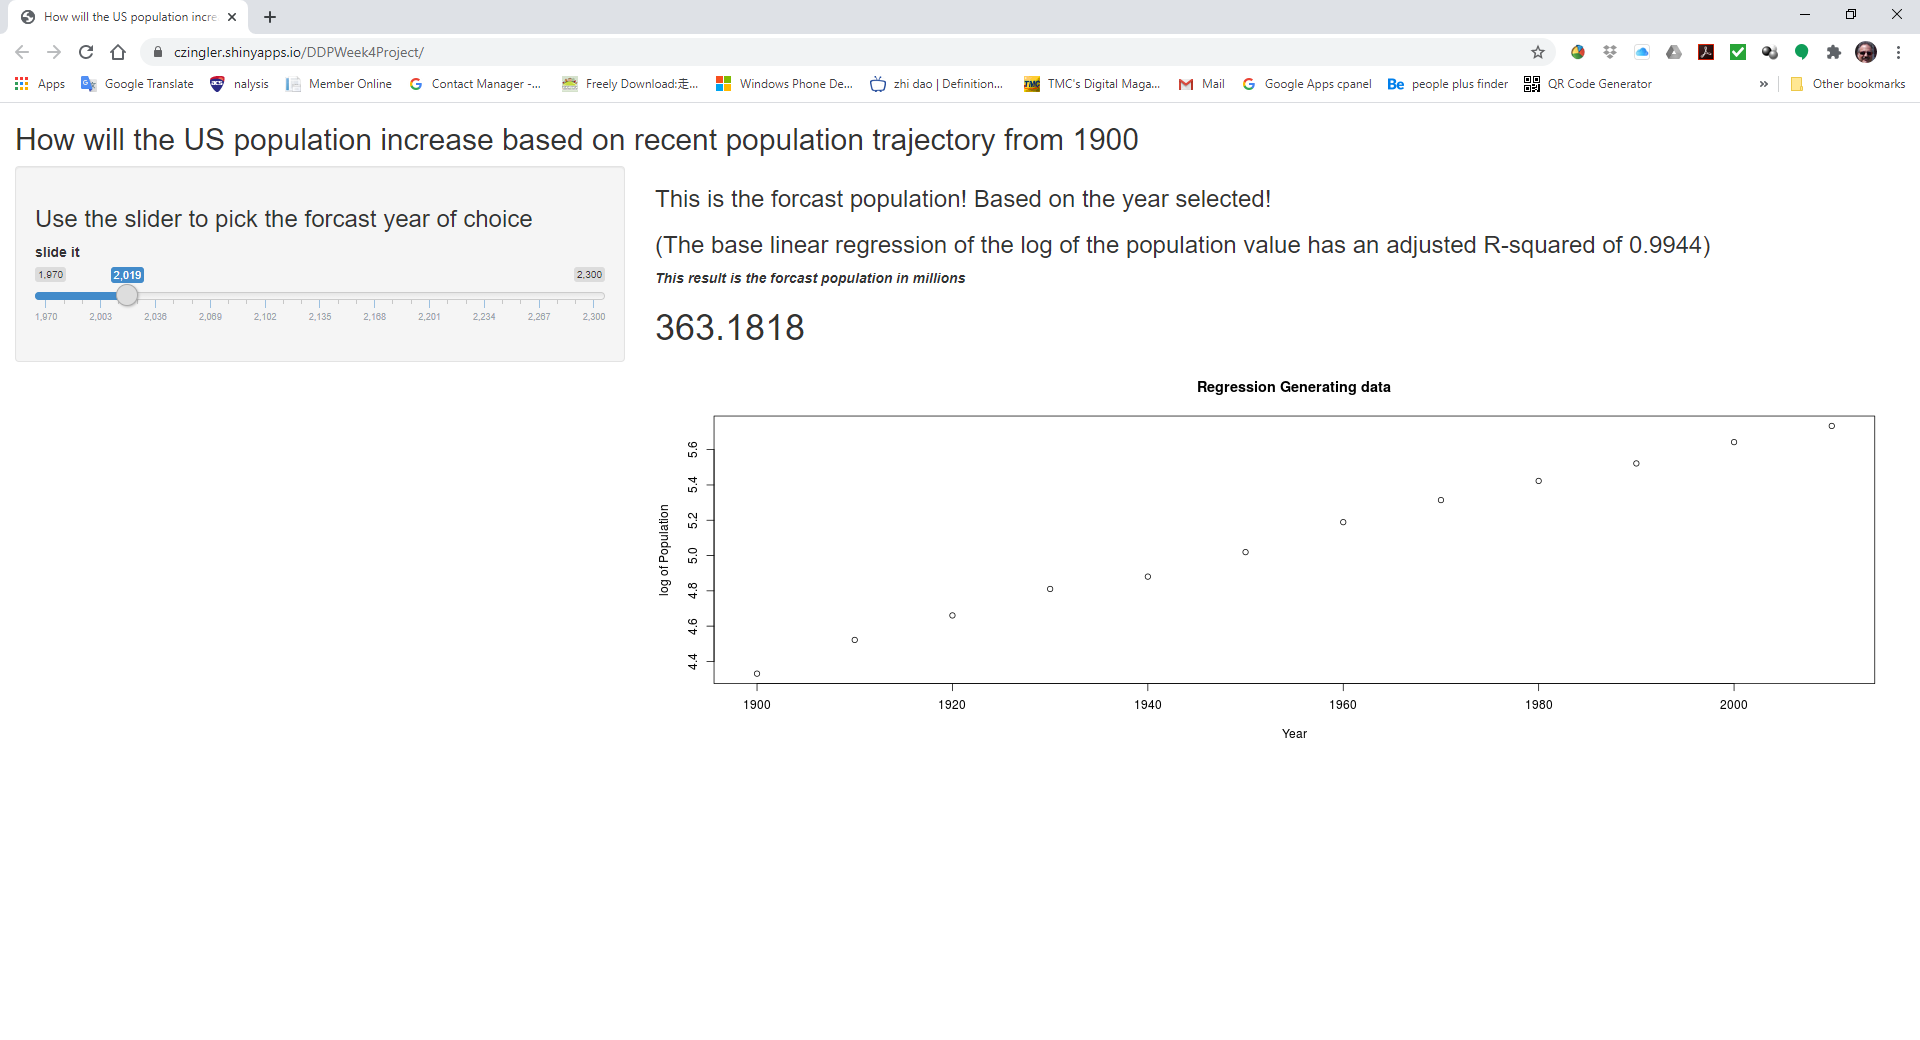 How will the US population incre
czingler.shinyapps.io/DDPWeek4Project/
Apps Google Translate nalysis Member Online Contact Manager -... Freely Download:走... Windows Phone De... zhi dao | Definition... TMC's Digital Maga... Mail Google Apps cpanel people plus finder QR Code Generator » Other bookmarks
How will the US population increase based on recent population trajectory from 1900
Use the slider to pick the forcast year of choice
slide it
1,970 2,019 2,300
1,970 2,003 2,036 2,069 2,102 2,135 2,168 2,201 2,234 2,267 2,300
This is the forcast population! Based on the year selected!
(The base linear regression of the log of the population value has an adjusted R-squared of 0.9944)
This result is the forcast population in millions
363.1818
Regression Generating data
log of Population
5.6
5.4
5.2
5.0
4.8
4.6
4.4
1900 1920 1940 1960 1980 2000
Year